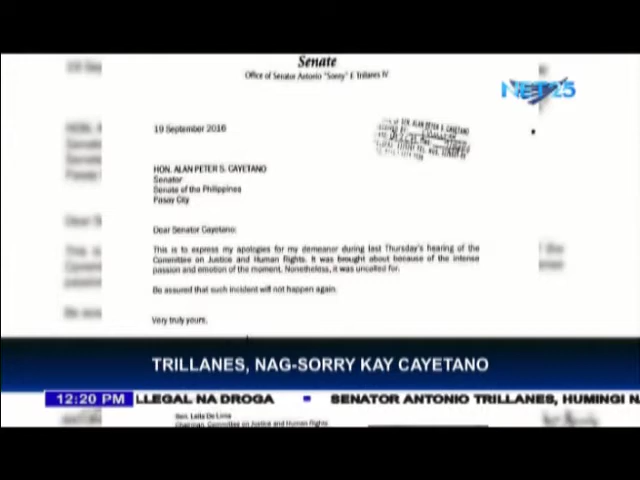 Senate
Office of Senator Antonio "Sonny" F. Trillanes IV
NET25
19 September 2016
HON. ALAN PETER S. CAYETANO
Senator
Senate of the Philippines
Pasay City
Dear Senator Cayetano:
This is to express my apologies for my demeanor during last Thursday's hearing of the
Committee on Justice and Human Rights. It was brought about because of the intense
passion and emotion of the moment. Nonetheless, it was uncalled for.
Be assured that such incident will not happen again.
Very truly yours,
TRILLANES, NAG-SORRY KAY CAYETANO
12:20 PM LLEGAL NA DROGA ▪ SENATOR ANTONIO TRILLANES, HUMINGI NA
Hon. Leila De Lima
Chairman, Committee on Justice and Human Rights